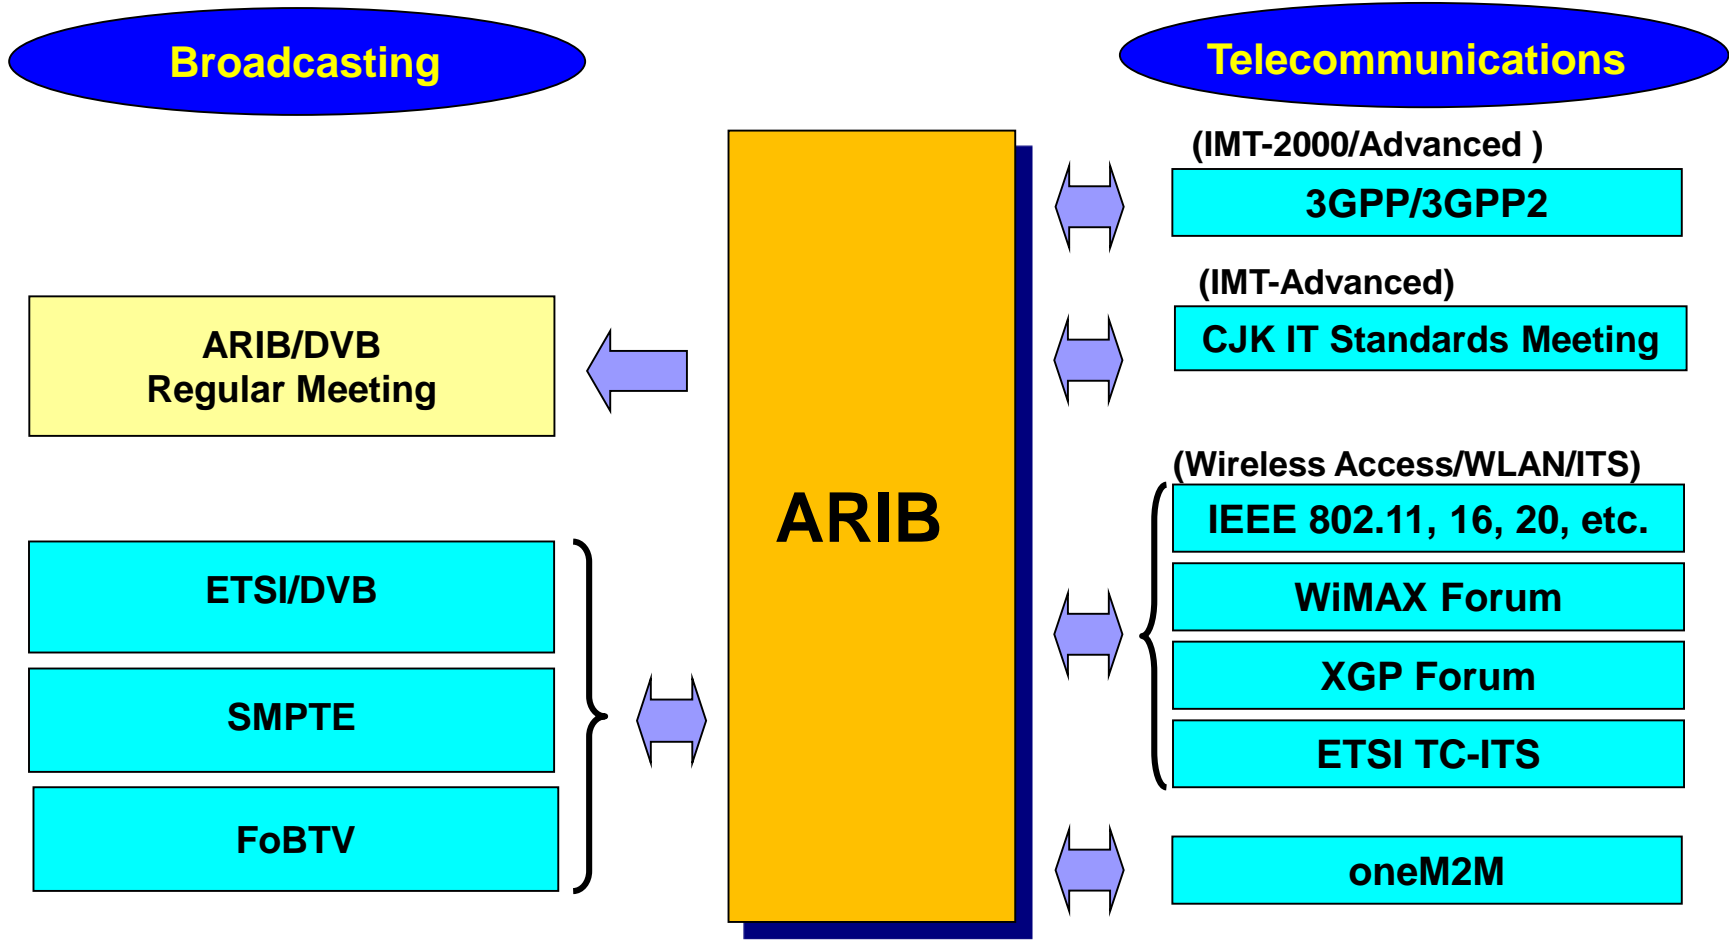 Broadcasting
Telecommunications
ARIB/DVB
Regular Meeting
ETSI/DVB
SMPTE
FoBTV
ARIB
(IMT-2000/Advanced )
3GPP/3GPP2
(IMT-Advanced)
CJK IT Standards Meeting
(Wireless Access/WLAN/ITS)
IEEE 802.11, 16, 20, etc.
WiMAX Forum
XGP Forum
ETSI TC-ITS
oneM2M